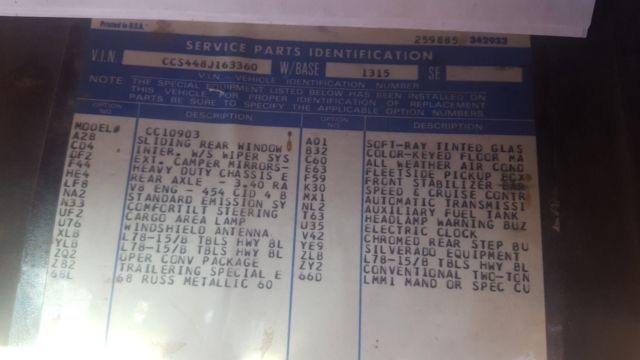 Printed in U.S.A.
259885 342933
SERVICE PARTS IDENTIFICATION
V.I.N. CCS448J163360 W/BASE 1315 SE
V.I.N. - VEHICLE IDENTIFICATION NUMBER
NOTE THE SPECIAL EQUIPMENT LISTED BELOW HAS BEEN INSTALLED ON
THIS VEHICLE. FOR PROPER IDENTIFICATION OF REPLACEMENT
PARTS BE SURE TO SPECIFY THE APPLICABLE OPTION NUMBERS.
OPTION NO. DESCRIPTION OPTION NO. DESCRIPTION
MODEL# CC10903
A28 SLIDING REAR WINDOW A01 SOFT-RAY TINTED GLAS
CD4 INTER. W/S WIPER SYS B32 COLOR-KEYED FLOOR MA
DF2 EXT. CAMPER MIRRORS- C60 ALL WEATHER AIR COND
F44 HEAVY DUTY CHASSIS E E63 FLEETSIDE PICKUP BOX
HE4 REAR AXLE - 3.40 RA F59 FRONT STABILIZER BAR
LF8 V8 ENG - 454 CID 4 B K30 SPEED & CRUISE CONTR
NA2 STANDARD EMISSION SY MX1 AUTOMATIC TRANSMISSI
N33 COMFORTILT STEERING NL2 AUXILIARY FUEL TANK
UF2 CARGO AREA LAMP T63 HEADLAMP WARNING BUZ
U76 WINDSHIELD ANTENNA U35 ELECTRIC CLOCK
XL8 L78-15/B TBLS HWY BL V42 CHROMED REAR STEP BU
YL8 L78-15/B TBLS HWY BL YE9 SILVERADO EQUIPMENT
ZQ2 OPER CONV PACKAGE ZL8 L78-15/B TBLS HWY BL
Z82 TRAILERING SPECIAL E ZY2 CONVENTIONAL TWO-TON
68L 68 RUSS METALLIC 60 66D LMM1 MAND OR SPEC CU